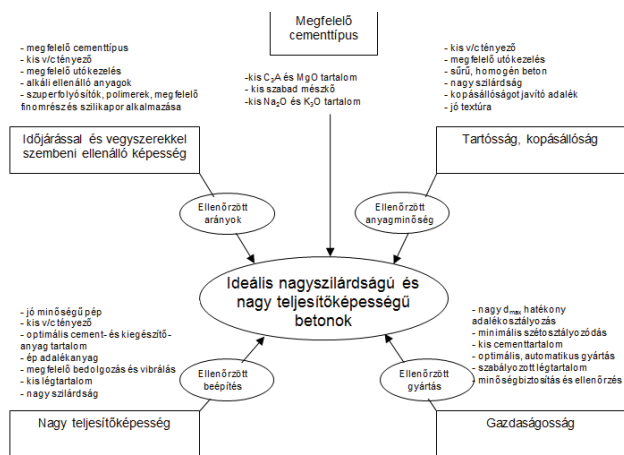 Megfelelő
cementtípus
- megfelelő cementtípus
- kis v/c tényező
- megfelelő utókezelés
- alkáli ellenálló anyagok
- szuperfolyósítók, polimerek, megfelelő
finomrész és szilikapor alkalmazása
-kis C₃A és MgO tartalom
- kis szabad mészkő
- kis Na₂O és K₃O tartalom
- kis v/c tényező
- megfelelő utókezelés
- sűrű, homogén beton
- nagy szilárdság
- kopásállóságot javító adalék
- jó textúra
Időjárással és vegyszerekkel
szembeni ellenálló képesség
Tartósság, kopásállóság
Ellenőrzött
arányok
Ellenőrzött
anyagminőség
Ideális nagyszilárdságú és
nagy teljesítőképességű
betonok
- jó minőségű pép
- kis v/c tényező
- optimális cement- és kiegészítő-
anyag tartalom
- ép adalékanyag
- megfelelő bedolgozás és vibrálás
- kis légtartalom
- nagy szilárdság
- nagy dmax hatékony
adalékosztályozás
- minimális szétosztályozódás
- kis cementtartalom
- optimális, automatikus gyártás
- szabályozott légtartalom
- minőségbiztosítás és ellenőrzés
Ellenőrzött
beépítés
Ellenőrzött
gyártás
Nagy teljesítőképesség
Gazdaságosság